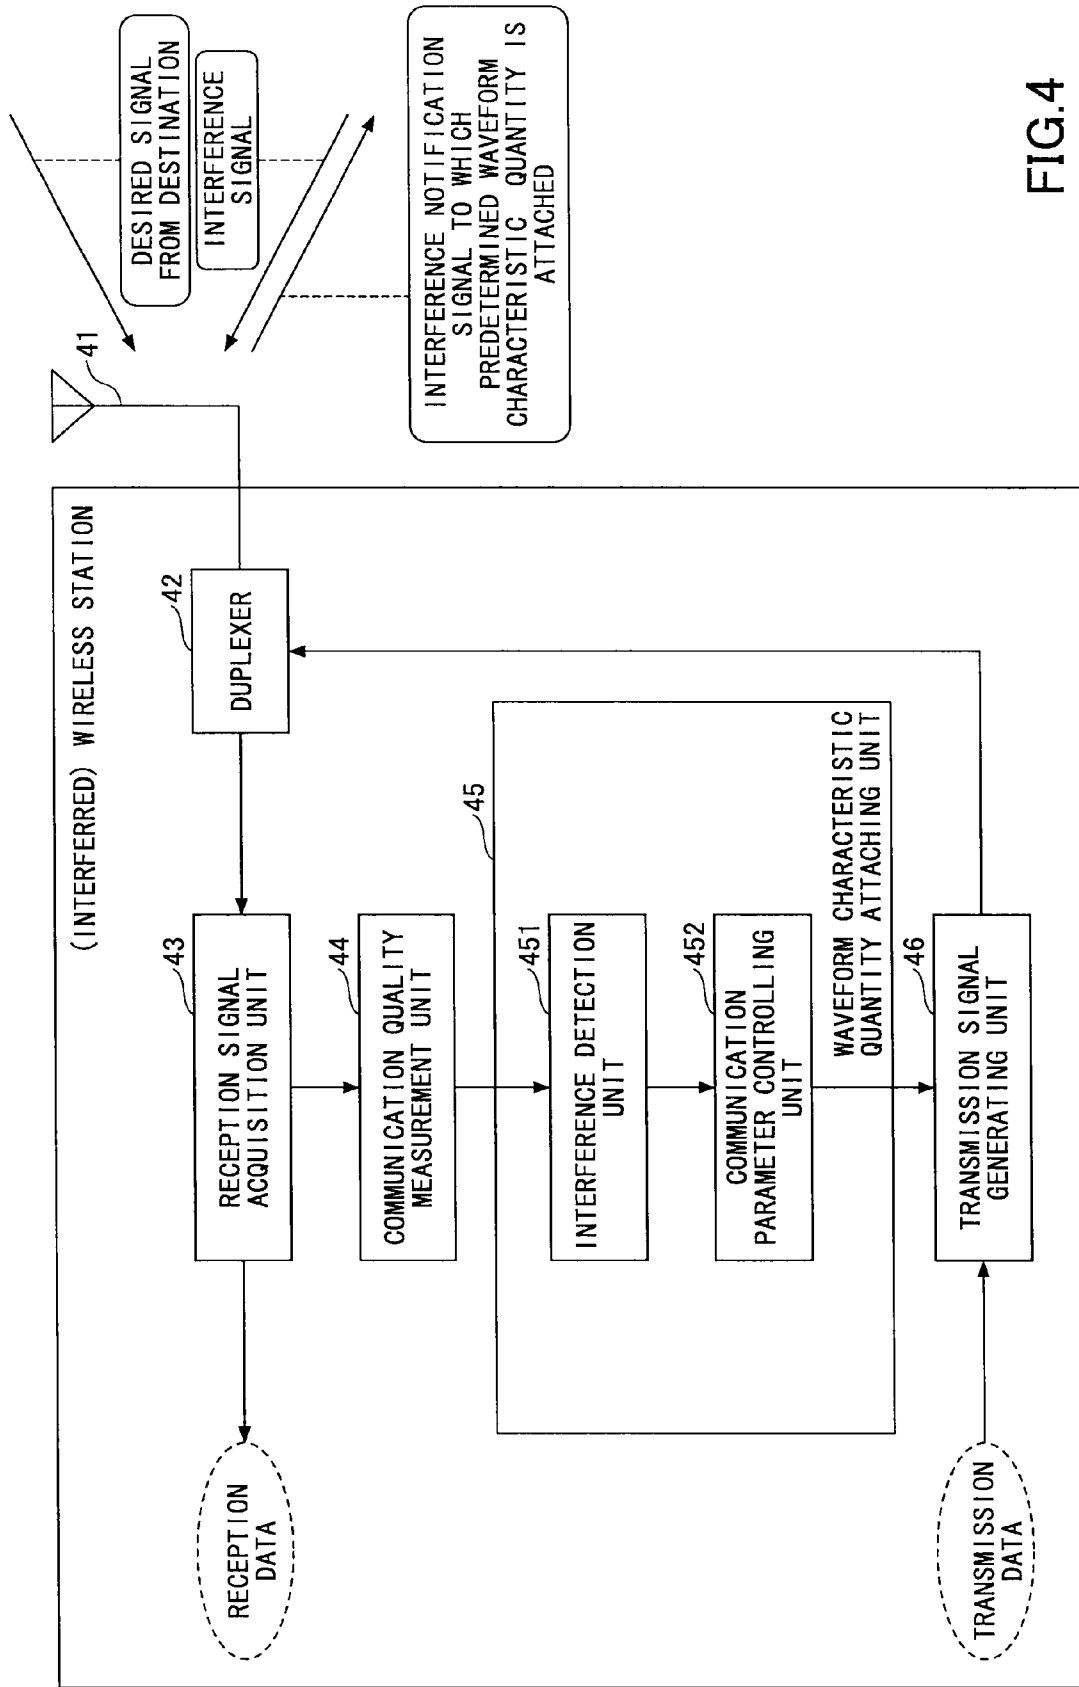 (INTERFERRED) WIRELESS STATION
41
DESIRED SIGNAL
FROM DESTINATION
INTERFERENCE
SIGNAL
INTERFERENCE NOTIFICATION
SIGNAL TO WHICH
PREDETERMINED WAVEFORM
CHARACTERISTIC QUANTITY IS
ATTACHED
42
DUPLEXER
43
RECEPTION SIGNAL
ACQUISITION UNIT
RECEPTION
DATA
44
COMMUNICATION QUALITY
MEASUREMENT UNIT
45
451
INTERFERENCE DETECTION
UNIT
452
COMMUNICATION
PARAMETER CONTROLLING
UNIT
WAVEFORM CHARACTERISTIC
QUANTITY ATTACHING UNIT
46
TRANSMISSION SIGNAL
GENERATING UNIT
TRANSMISSION
DATA
FIG.4